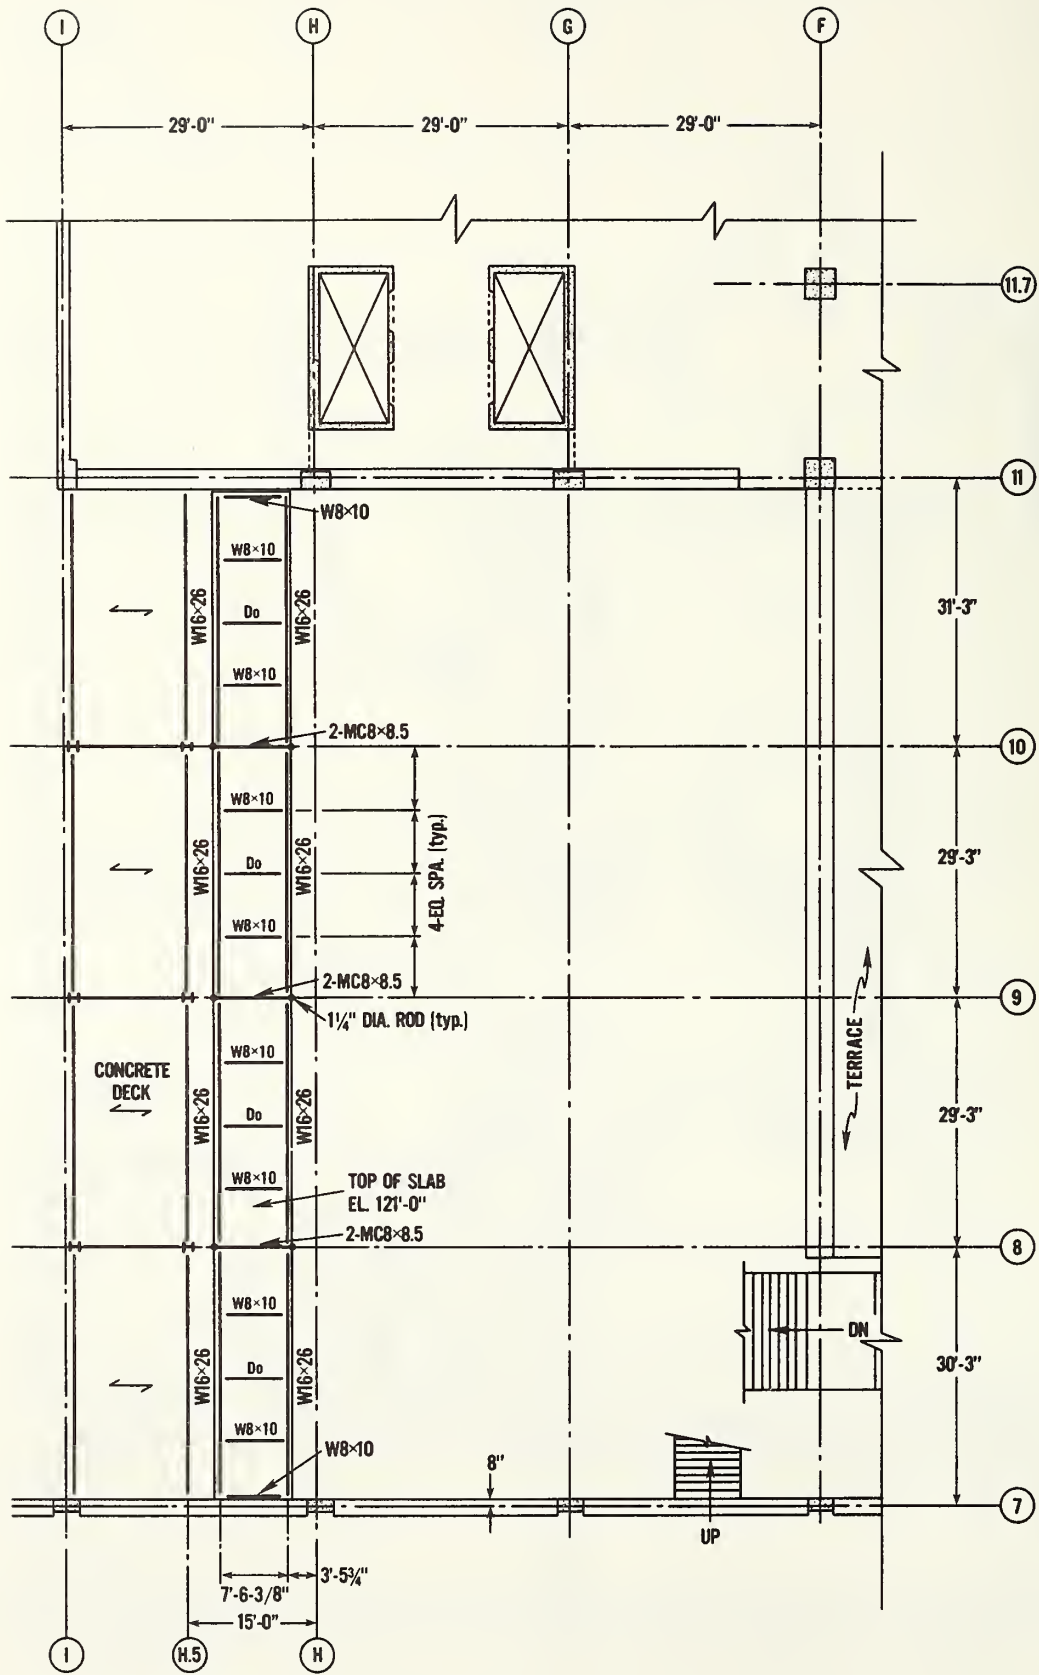 I H G F
29'-0" 29'-0" 29'-0"
11.7
11
W8×10
W8×10
W16×26 Do W16×26 31'-3"
W8×10
2-MC8×8.5
10
W8×10
W16×26 Do W16×26 4-EQ. SPA. (typ.) 29'-3"
W8×10
2-MC8×8.5
9
1¼" DIA. ROD (typ.)
W8×10
CONCRETE
DECK
TERRACE
W16×26 Do W16×26 29'-3"
W8×10
TOP OF SLAB
EL. 121'-0"
2-MC8×8.5
8
W8×10
DN
W16×26 Do W16×26 30'-3"
W8×10
W8×10
8"
7
UP
3'-5¾"
7'-6-3/8"
15'-0"
I H.5 H